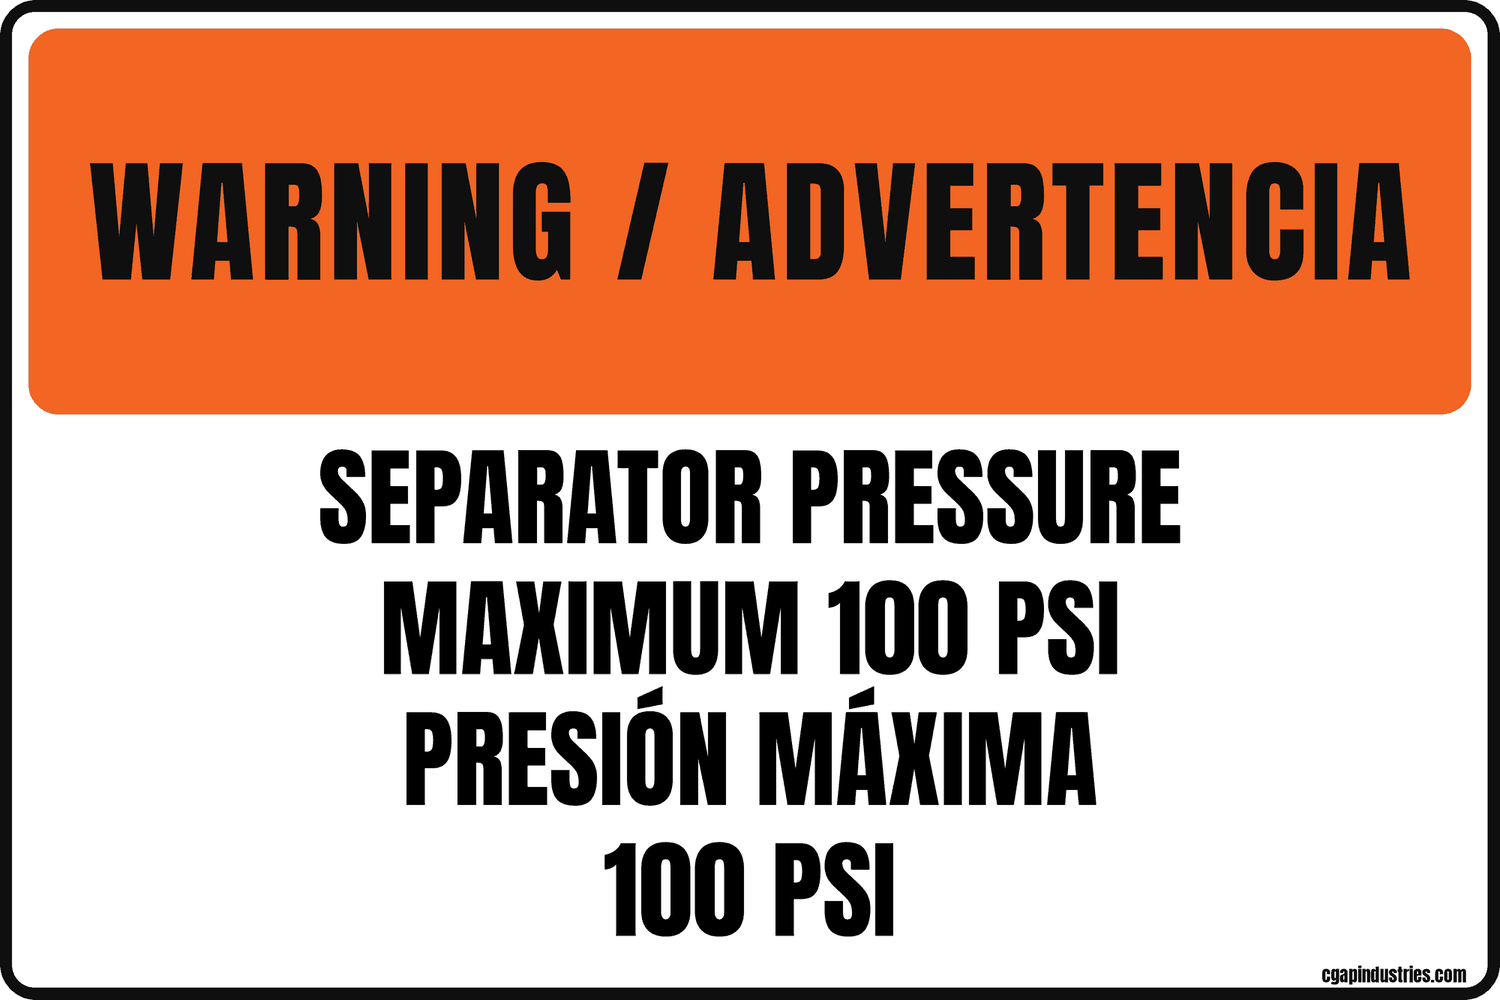 WARNING / ADVERTENCIA
SEPARATOR PRESSURE
MAXIMUM 100 PSI
PRESIÓN MÁXIMA
100 PSI
cgapindustries.com